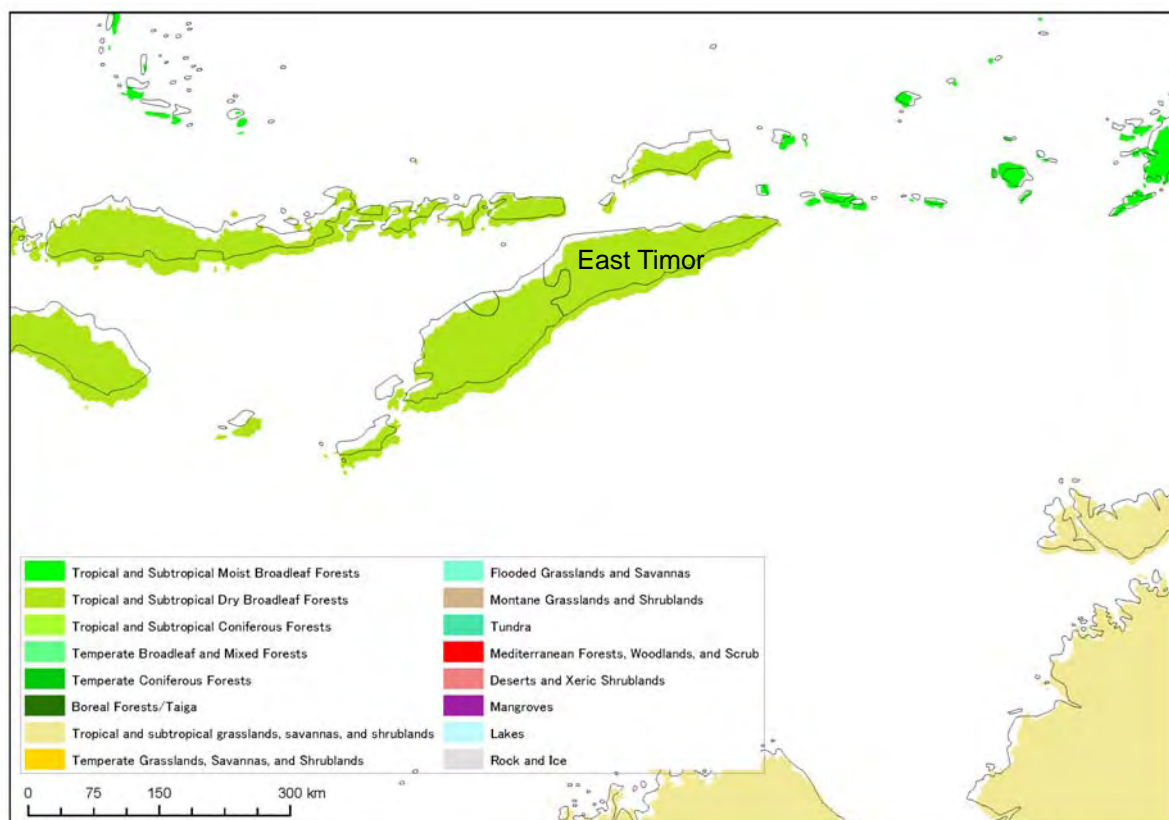 East Timor
Tropical and Subtropical Moist Broadleaf Forests
Tropical and Subtropical Dry Broadleaf Forests
Tropical and Subtropical Coniferous Forests
Temperate Broadleaf and Mixed Forests
Temperate Coniferous Forests
Boreal Forests/Taiga
Tropical and subtropical grasslands, savannas, and shrublands
Temperate Grasslands, Savannas, and Shrublands
Flooded Grasslands and Savannas
Montane Grasslands and Shrublands
Tundra
Mediterranean Forests, Woodlands, and Scrub
Deserts and Xeric Shrublands
Mangroves
Lakes
Rock and Ice
0 75 150 300 km